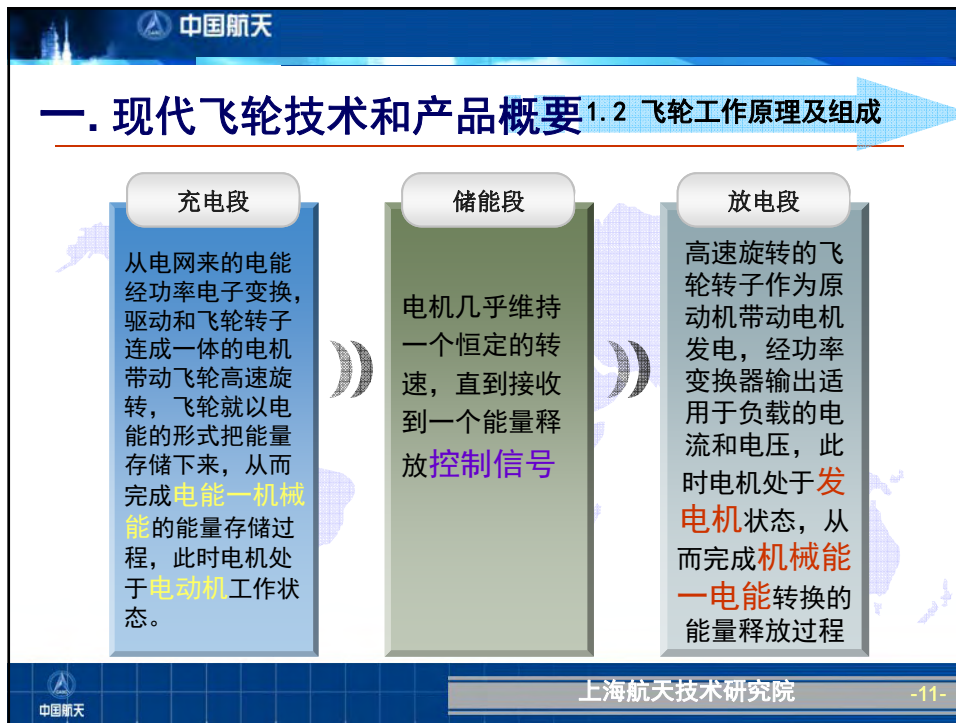 中国航天
一.现代飞轮技术和产品概要
1.2 飞轮工作原理及组成
充电段
从电网来的电能
经功率电子变换，
驱动和飞轮转子
连成一体的电机
带动飞轮高速旋
转，飞轮就以电
能的形式把能量
存储下来，从而
完成电能一机械
能的能量存储过
程，此时电机处
于电动机工作状
态。
储能段
电机几乎维持
一个恒定的转
速，直到接收
到一个能量释
放控制信号
放电段
高速旋转的飞
轮转子作为原
动机带动电机
发电，经功率
变换器输出适
用于负载的电
流和电压，此
时电机处于发
电机状态，从
而完成机械能
一电能转换的
能量释放过程
中国航天
上海航天技术研究院
-11-